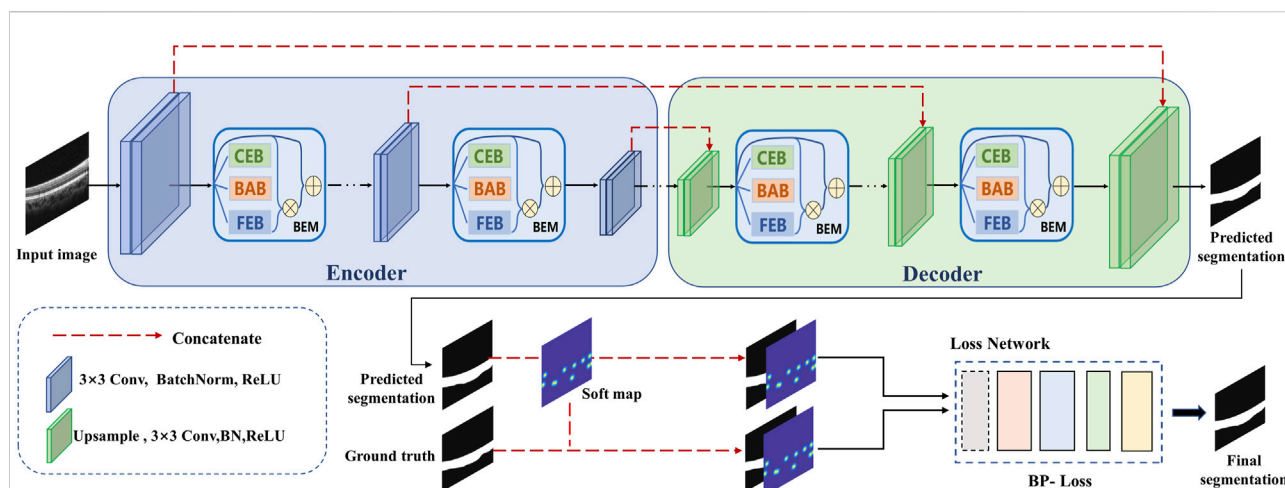 Input image
CEB
BAB
FEB
BEM
CEB
BAB
FEB
BEM
Encoder
CEB
BAB
FEB
BEM
CEB
BAB
FEB
BEM
Decoder
Predicted
segmentation
Concatenate
3×3 Conv, BatchNorm, ReLU
Upsample , 3×3 Conv,BN,ReLU
Predicted
segmentation
Soft map
Ground truth
Loss Network
BP- Loss
Final
segmentation